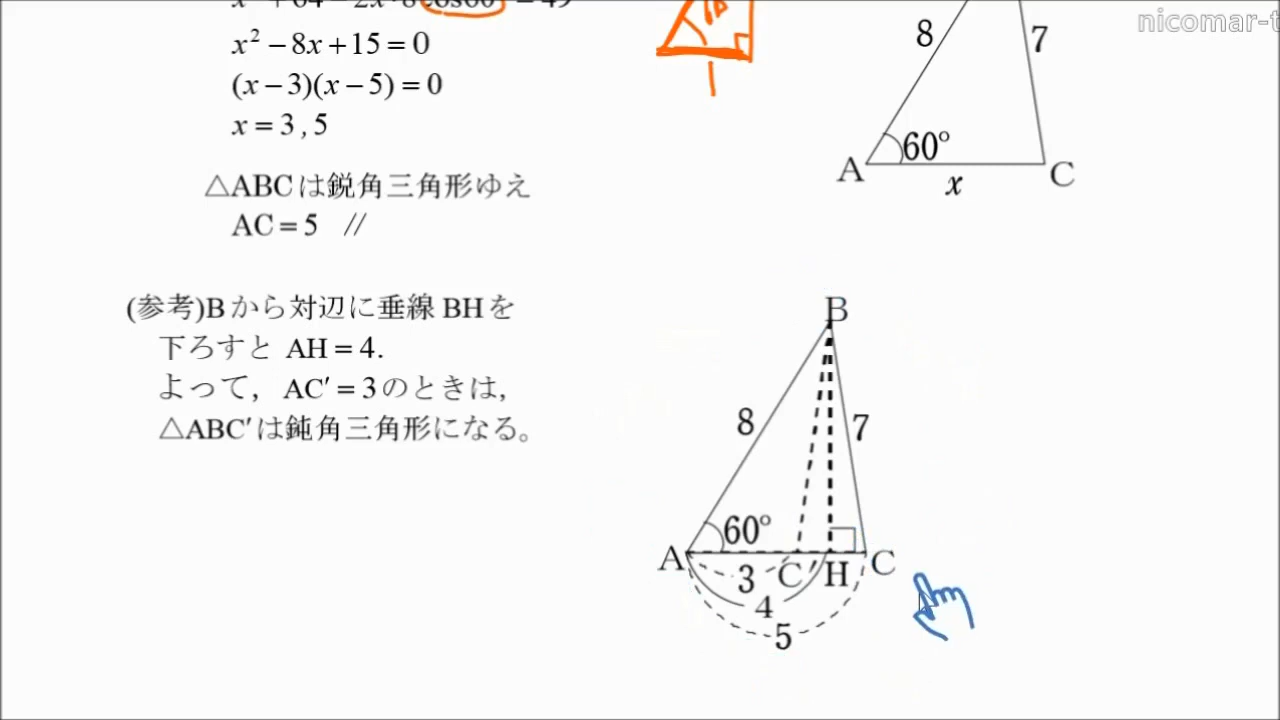 nicomar-t
x² − 8x + 15 = 0
(x − 3)(x − 5) = 0
x = 3 , 5
△ABCは鋭角三角形ゆえ
AC = 5 //
1
8
7
60°
A
x
C
(参考)Bから対辺に垂線 BHを
下ろすと AH = 4.
よって, AC′ = 3のときは,
△ABC′は鈍角三角形になる。
B
8
7
60°
A
3
C′
H
C
4
5